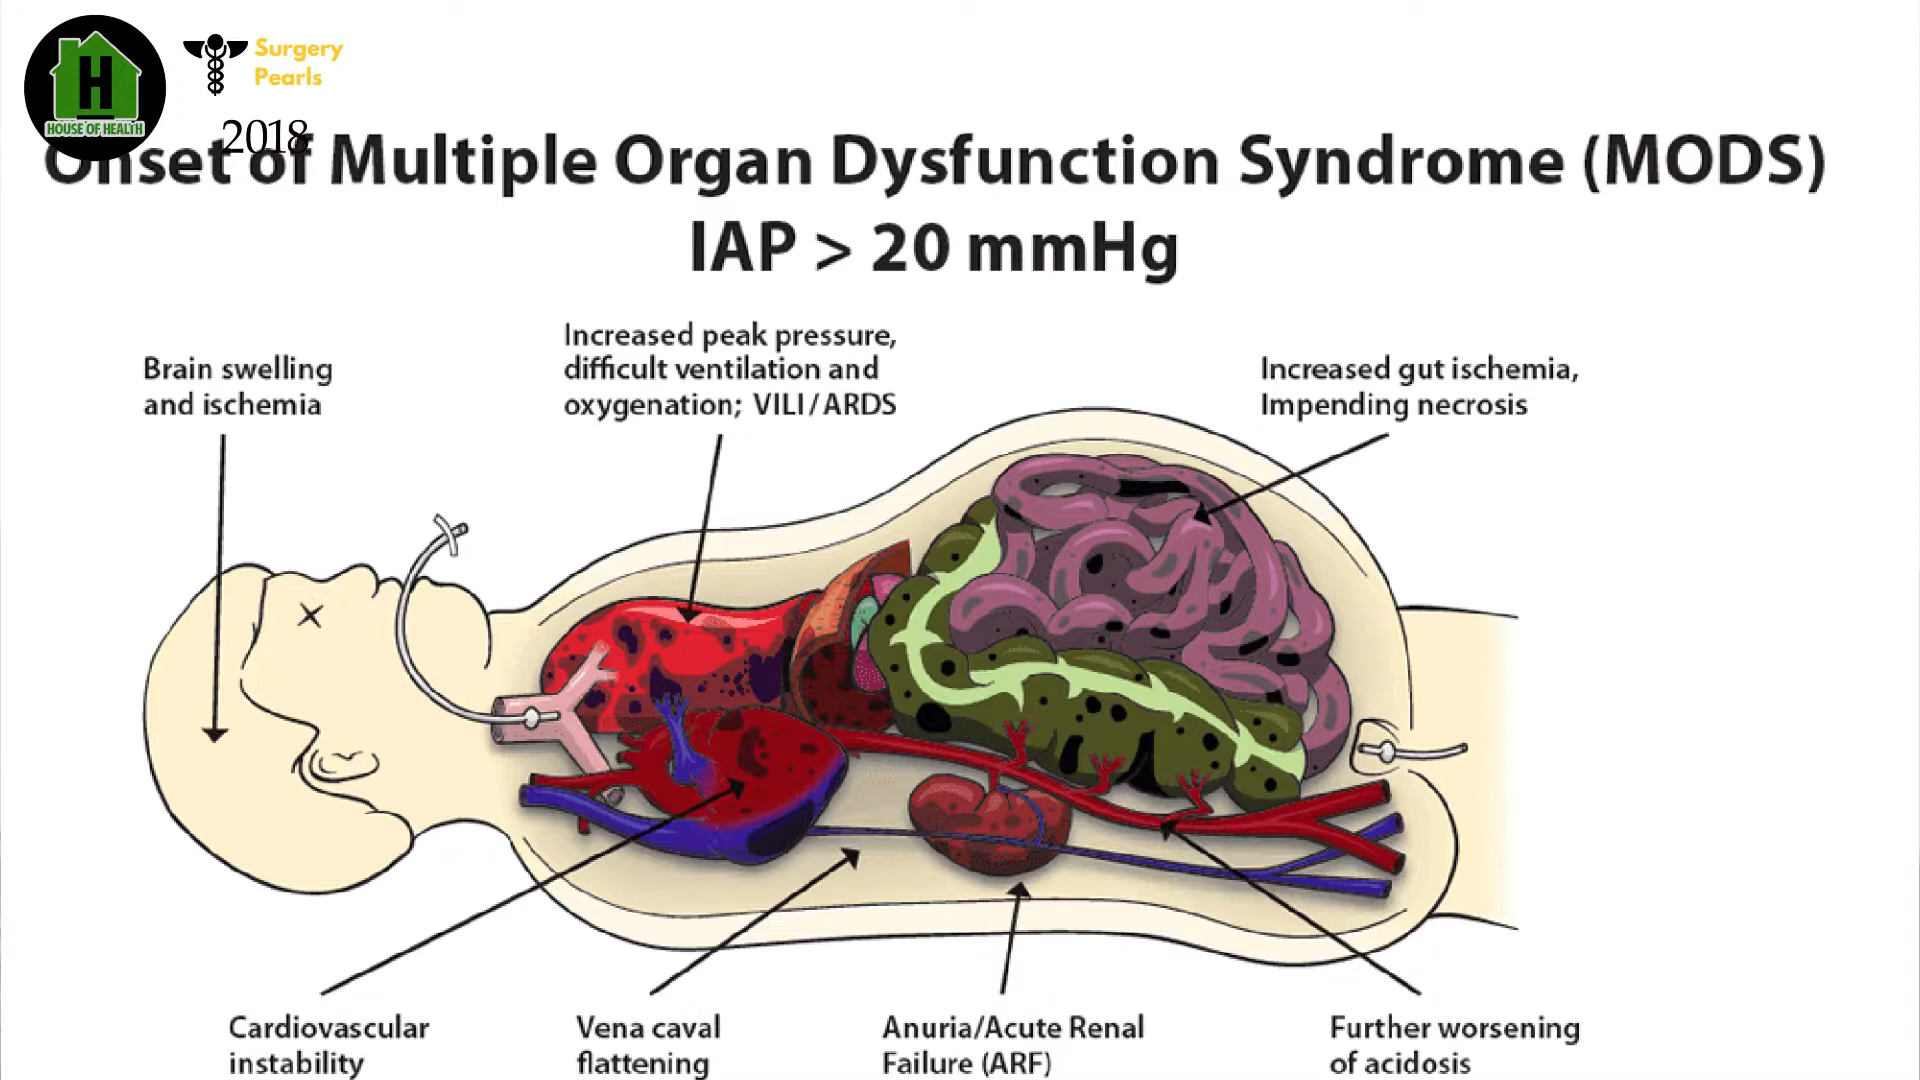 H
HOUSE OF HEALTH
Surgery
Pearls
2018
Onset of Multiple Organ Dysfunction Syndrome (MODS)
IAP > 20 mmHg
Brain swelling
and ischemia
Increased peak pressure,
difficult ventilation and
oxygenation; VILI/ARDS
Increased gut ischemia,
Impending necrosis
Cardiovascular
instability
Vena caval
flattening
Anuria/Acute Renal
Failure (ARF)
Further worsening
of acidosis